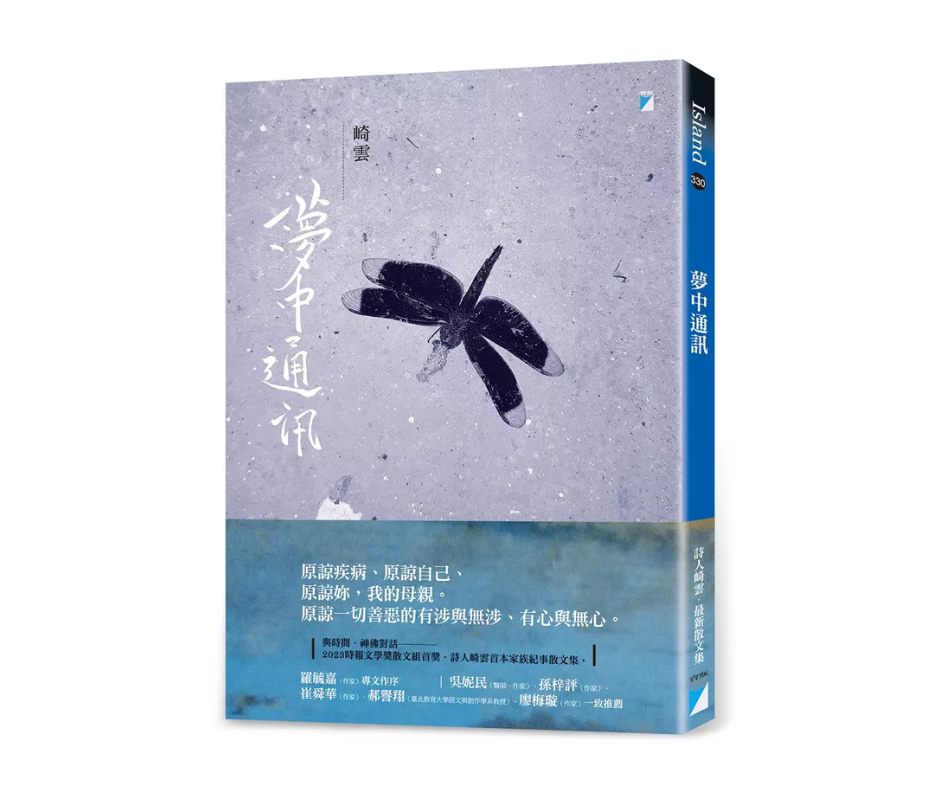 崎雲
夢中通訊
原諒疾病、原諒自己、
原諒妳，我的母親。
原諒一切善惡的有涉與無涉、有心與無心。
與時間、神佛對話———
2023時報文學獎散文組首獎，詩人崎雲首本家族紀事散文集。
羅毓嘉（作家）專文作序
吳妮民（醫師、作家）、孫梓評（作家）、
崔舜華（作家）、郝譽翔（臺北教育大學語文與創作學系教授）、廖梅璇（作家）一致推薦
Island
330
夢中通訊
詩人崎雲・最新散文集